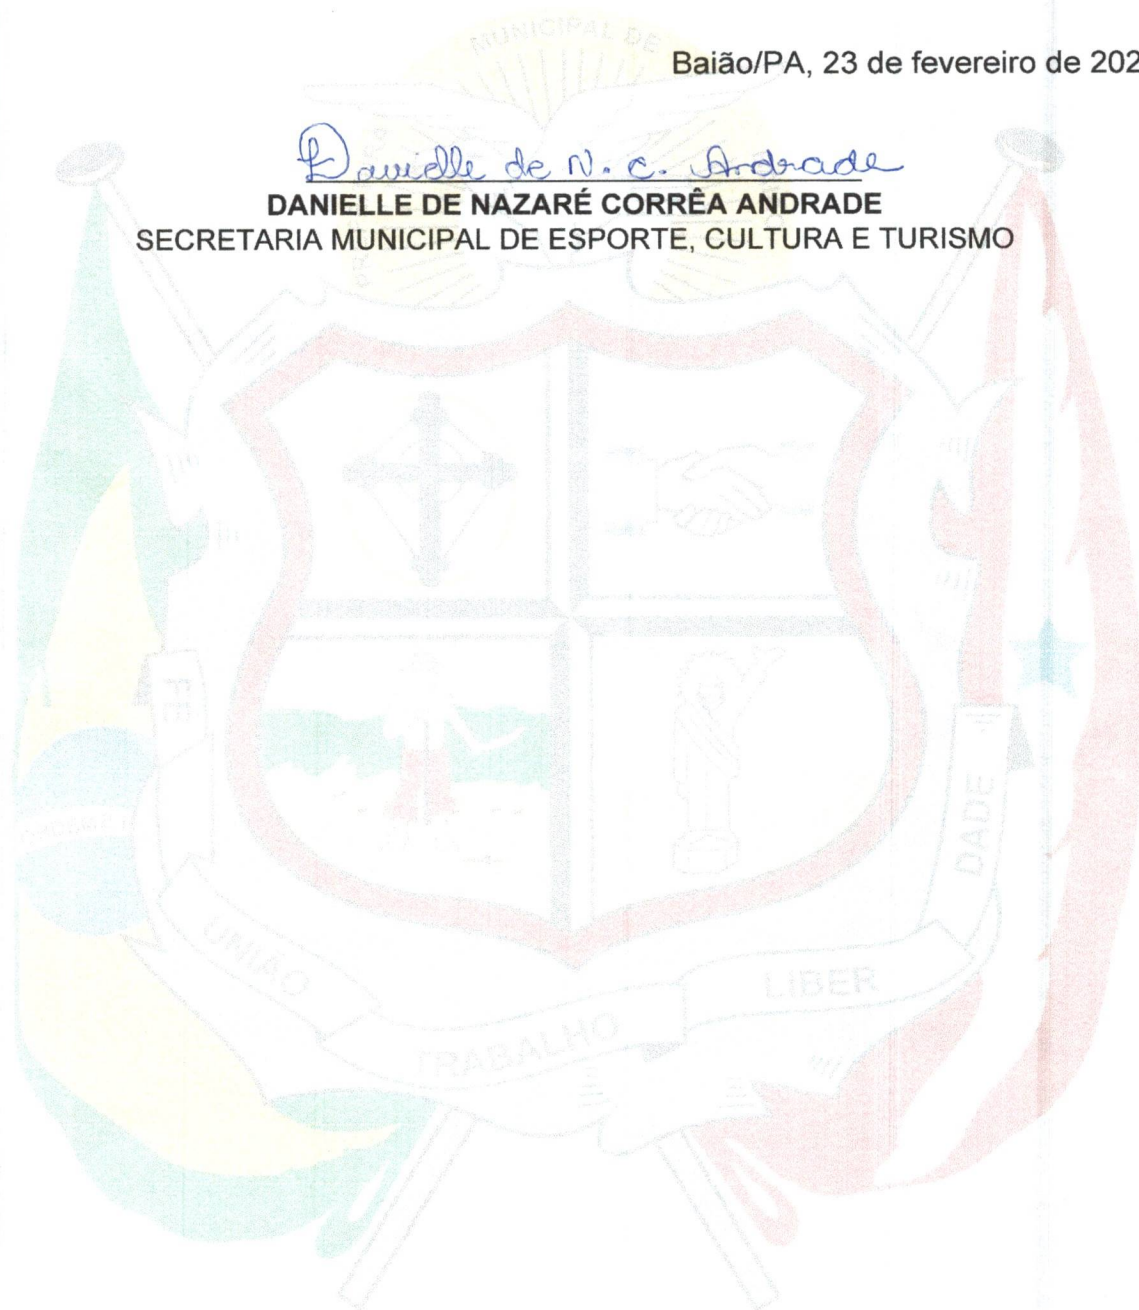 MUNICIPAL DE
Baião/PA, 23 de fevereiro de 202
Danielle de N. C. Andrade
DANIELLE DE NAZARÉ CORRÊA ANDRADE
SECRETARIA MUNICIPAL DE ESPORTE, CULTURA E TURISMO
FÉ
UNIÃO
TRABALHO
LIBER
DADE